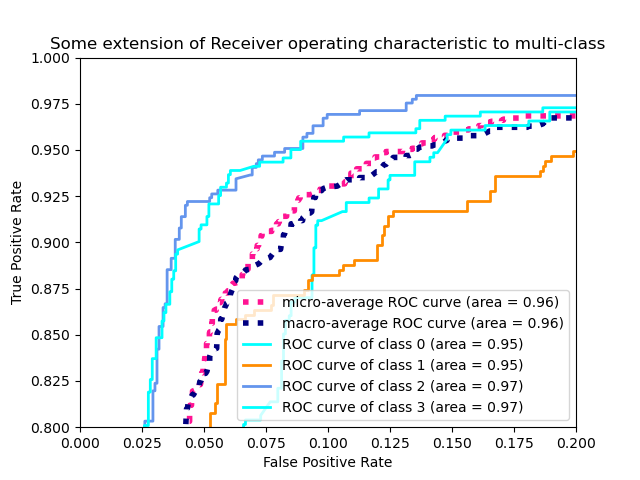 Some extension of Receiver operating characteristic to multi-class
1.000
0.975
0.950
0.925
0.900
0.875
0.850
0.825
0.800
True Positive Rate
micro-average ROC curve (area = 0.96)
macro-average ROC curve (area = 0.96)
ROC curve of class 0 (area = 0.95)
ROC curve of class 1 (area = 0.95)
ROC curve of class 2 (area = 0.97)
ROC curve of class 3 (area = 0.97)
0.000 0.025 0.050 0.075 0.100 0.125 0.150 0.175 0.200
False Positive Rate